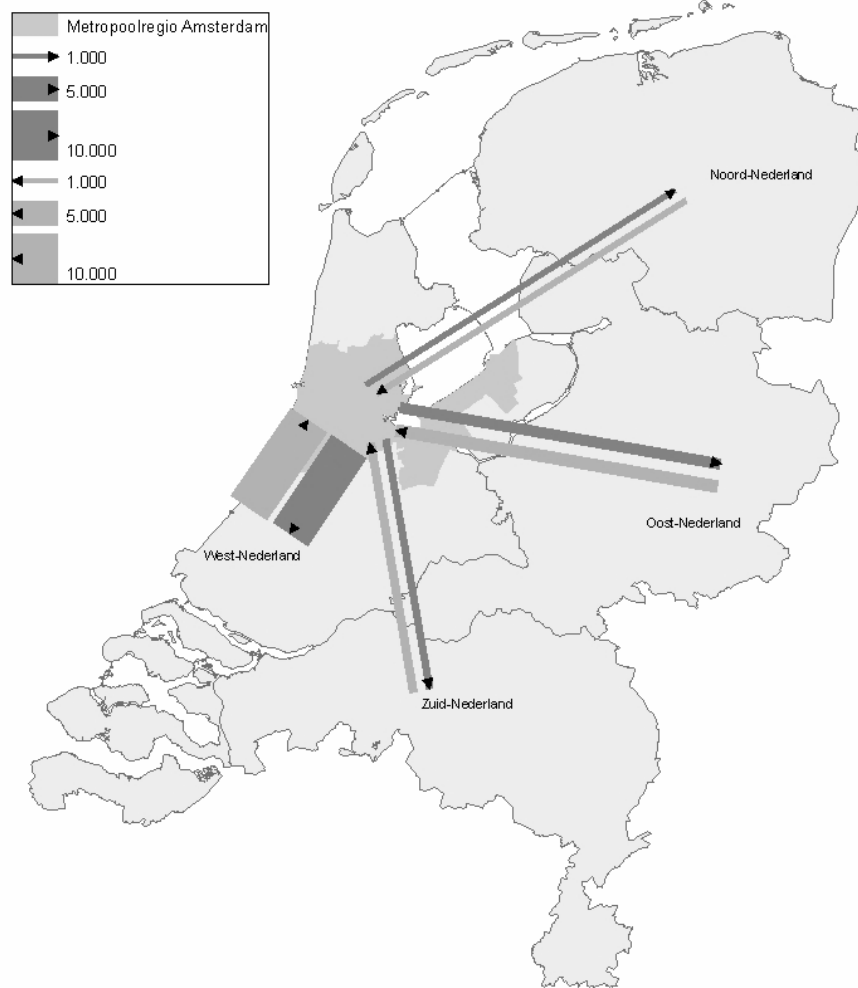 Metropoolregio Amsterdam
1.000
5.000
10.000
1.000
5.000
10.000
Noord-Nederland
Oost-Nederland
West-Nederland
Zuid-Nederland